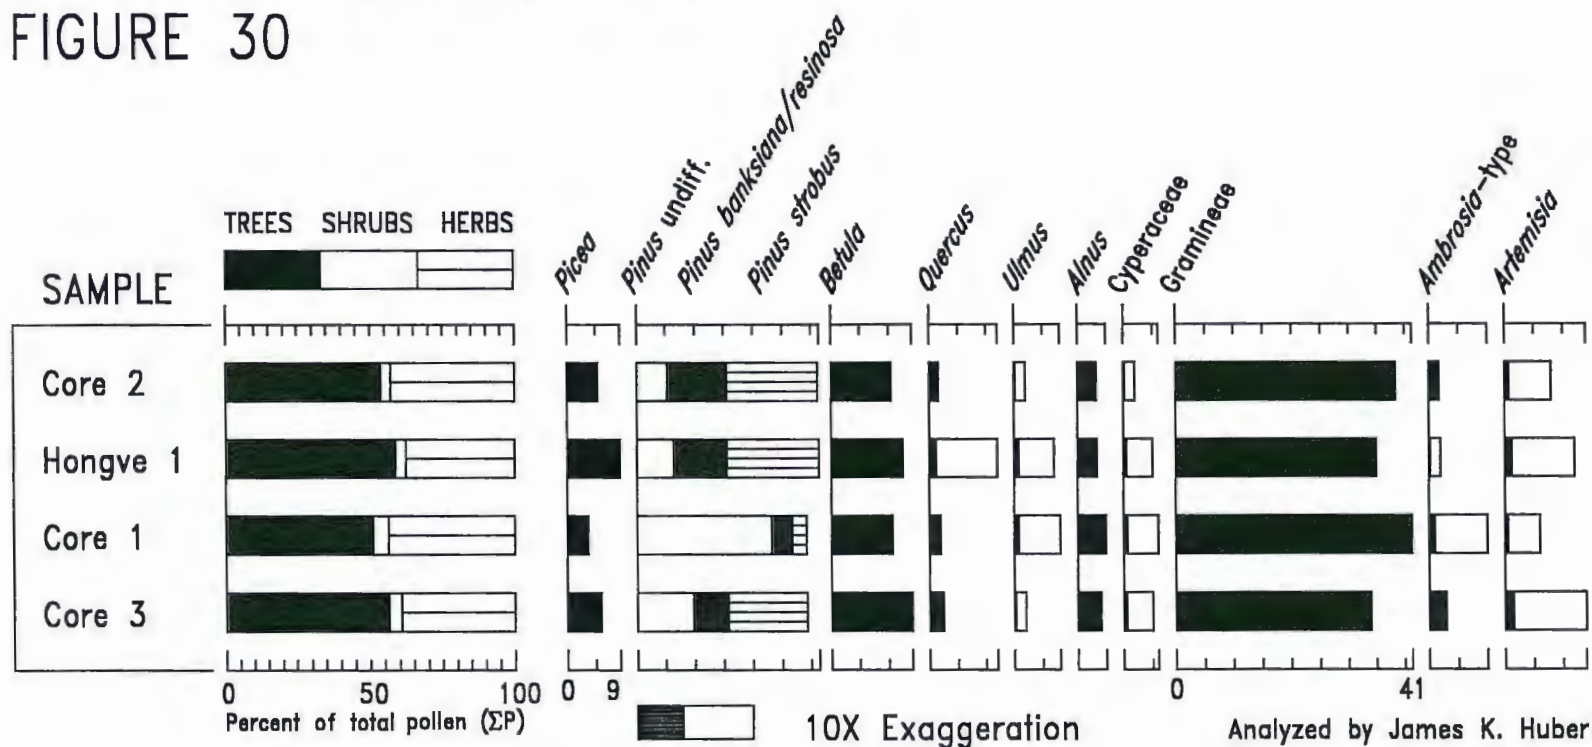 FIGURE 30
TREES SHRUBS HERBS
SAMPLE
Picea
Pinus undiff.
Pinus banksiana/resinosa
Pinus strobus
Betula
Quercus
Ulmus
Alnus
Cyperaceae
Gramineae
Ambrosia-type
Artemisia
Core 2
Hongve 1
Core 1
Core 3
0 50 100 0 9 0 41
Percent of total pollen (ΣP)
10X Exaggeration
Analyzed by James K. Huber